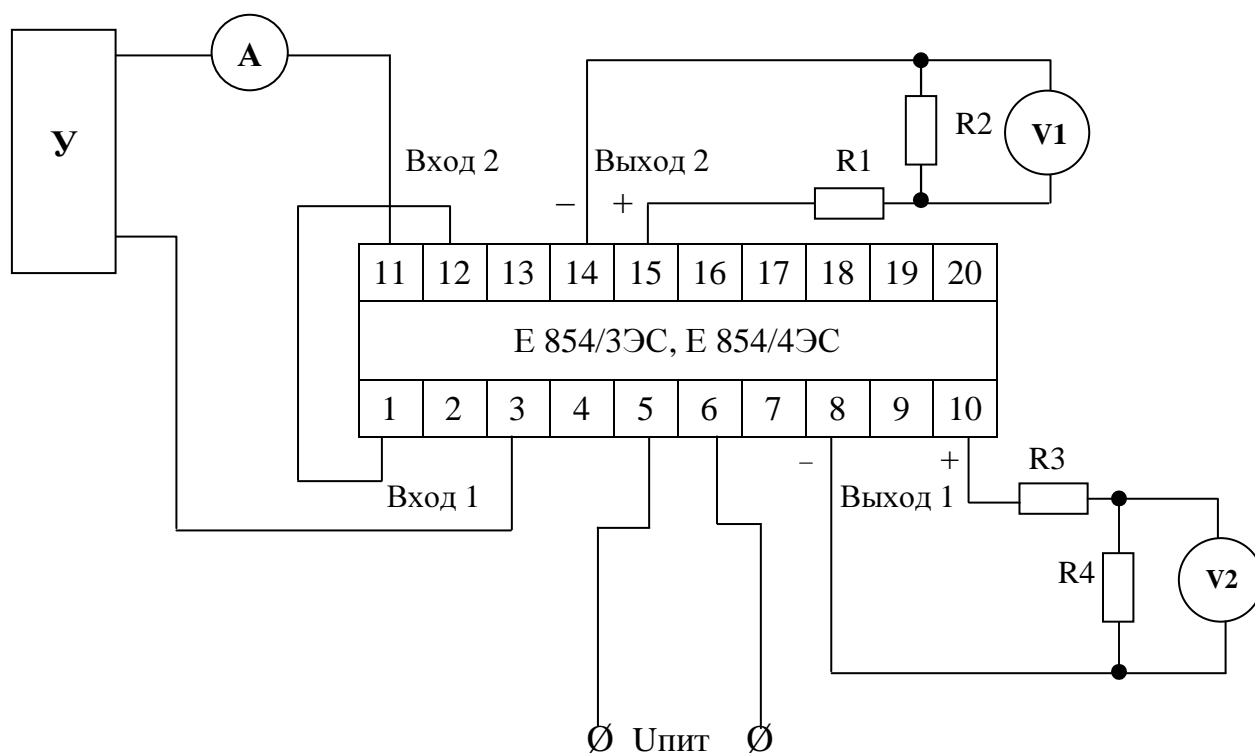 А
У
R2
V1
Вход 2
Выход 2
R1
– +
11 12 13 14 15 16 17 18 19 20
Е 854/3ЭС, Е 854/4ЭС
1 2 3 4 5 6 7 8 9 10
– +
R3
Вход 1
Выход 1
R4
V2
Ø Uпит Ø